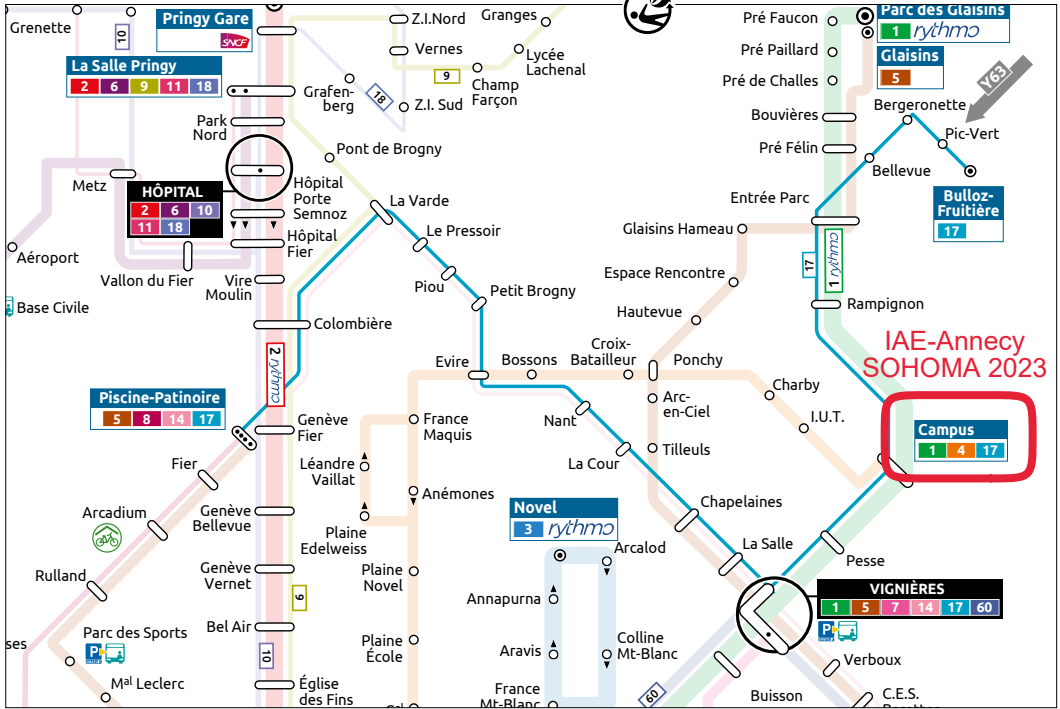 Grenette
10
Pringy Gare
SNCF
La Salle Pringy
2 6 9 11 18
Z.I.Nord
Vernes
9
Granges
Lycée
Lachenal
Champ
Farçon
Z.I. Sud
18
Grafen-
berg
Park
Nord
Pont de Brogny
Metz
HÔPITAL
2 6 10
11 18
Hôpital
Porte
Semnoz
Hôpital
Fier
Aéroport
Vallon du Fier
Vire
Moulin
Base Civile
La Varde
Le Pressoir
Piou
Petit Brogny
Colombière
2 rythmo
Evire
Bossons
Croix-
Batailleur
Ponchy
Piscine-Patinoire
5 8 14 17
Genève
Fier
Fier
France
Maquis
Léandre
Vaillat
Anémones
Plaine
Edelweiss
Arcadium
Genève
Bellevue
Genève
Vernet
Rulland
9
Bel Air
Parc des Sports
P
10
Mal Leclerc
Église
des Fins
Plaine
Novel
Plaine
École
Novel
3 rythmo
Arcalod
Annapurna
Aravis
Colline
Mt-Blanc
France
Mt-Blanc
Nant
La Cour
Arc-
en-Ciel
Tilleuls
Chapelaines
La Salle
Pesse
VIGNIÈRES
1 5 7 14 17 60
P
Verboux
Buisson
60
C.E.S.
Pré Faucon
Parc des Glaisins
1 rythmo
Pré Paillard
Glaisins
5
Pré de Challes
Bouvières
Pré Félin
Y63
Bergeronette
Pic-Vert
Bellevue
Bulloz-
Fruitière
17
Entrée Parc
Glaisins Hameau
17
1 rythmo
Espace Rencontre
Hautevue
Rampignon
IAE-Annecy
SOHOMA 2023
Charby
I.U.T.
Campus
1 4 17